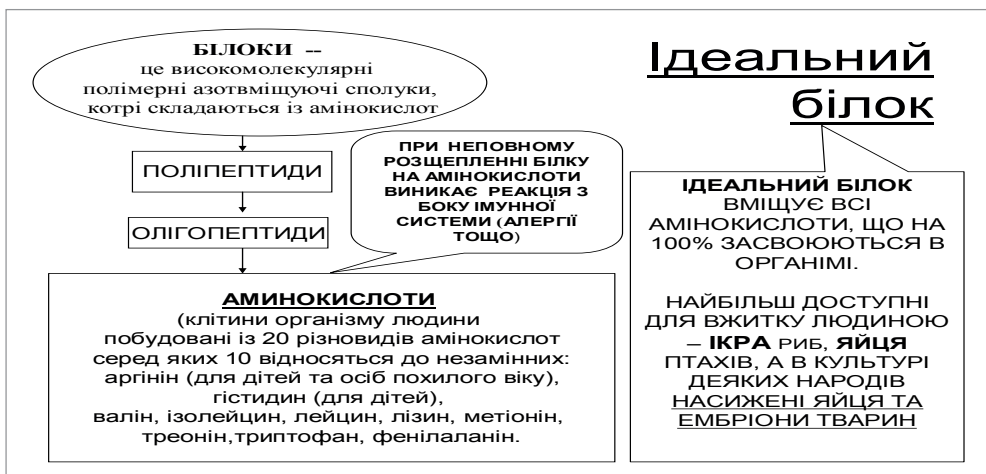 БІЛОКИ --
це високомолекулярні
полімерні азотвміщуючі сполуки,
котрі складаються із амінокислот
ПОЛІПЕПТИДИ
ОЛІГОПЕПТИДИ
ПРИ НЕПОВНОМУ
РОЗЩЕПЛЕННІ БІЛКУ
НА АМІНОКИСЛОТИ
ВИНИКАЄ РЕАКЦІЯ З
БОКУ ІМУННОЇ
СИСТЕМИ (АЛЕРГІЇ
ТОЩО)
АМИНОКИСЛОТИ
(клітини організму людини
побудовані із 20 різновидів амінокислот
серед яких 10 відносяться до незамінних:
аргінін (для дітей та осіб похилого віку),
гістидин (для дітей),
валін, ізолейцин, лейцин, лізин, метіонін,
треонін,триптофан, фенілаланін.
Ідеальний
білок
ІДЕАЛЬНИЙ БІЛОК
ВМІЩУЄ ВСІ
АМІНОКИСЛОТИ, ЩО НА
100% ЗАСВОЮЮТЬСЯ В
ОРГАНІМІ.
НАЙБІЛЬШ ДОСТУПНІ
ДЛЯ ВЖИТКУ ЛЮДИНОЮ
– ІКРА РИБ, ЯЙЦЯ
ПТАХІВ, А В КУЛЬТУРІ
ДЕЯКИХ НАРОДІВ
НАСИЖЕНІ ЯЙЦЯ ТА
ЕМБРІОНИ ТВАРИН